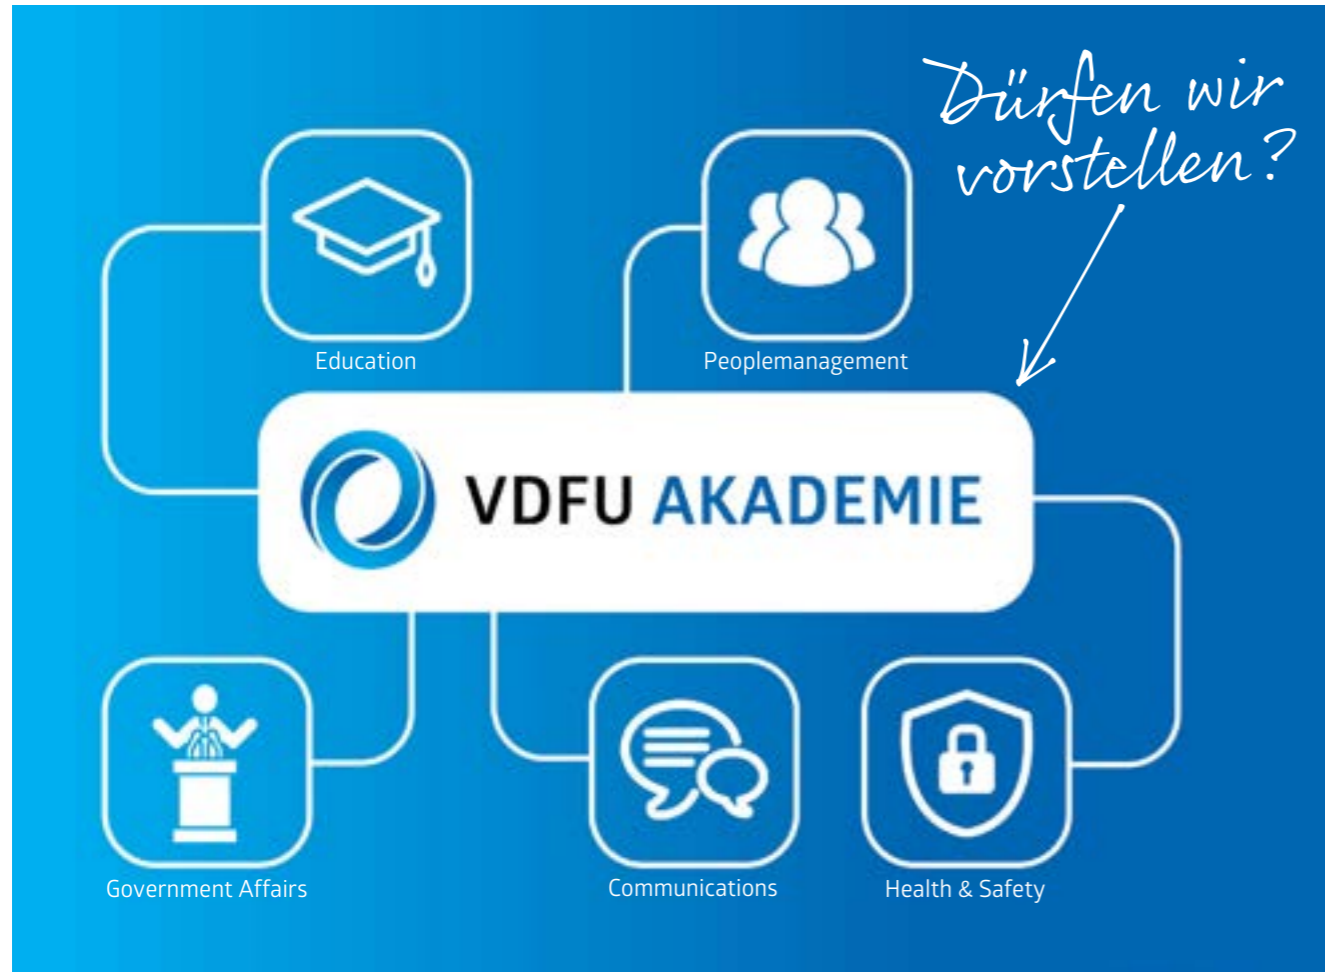 Dürfen wir
vorstellen?
Education
Peoplemanagement
VDFU AKADEMIE
Government Affairs
Communications
Health & Safety